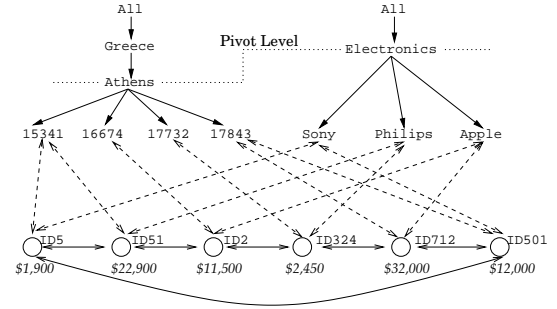 All All
Greece Pivot Level Electronics
Athens
15341 16674 17732 17843 Sony Philips Apple
ID5 ID51 ID2 ID324 ID712 ID501
$1,900 $22,900 $11,500 $2,450 $32,000 $12,000